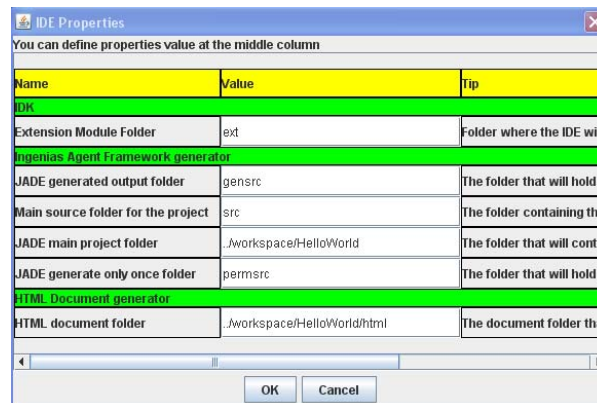 IDE Properties
You can define properties value at the middle column
Name Value Tip
IDK
Extension Module Folder ext Folder where the IDE wi
Ingenias Agent Framework generator
JADE generated output folder gensrc The folder that will hold
Main source folder for the project src The folder containing th
JADE main project folder ../workspace/HelloWorld The folder that will cont
JADE generate only once folder permsrc The folder that will hold
HTML Document generator
HTML document folder ../workspace/HelloWorld/html The document folder tha
OK Cancel